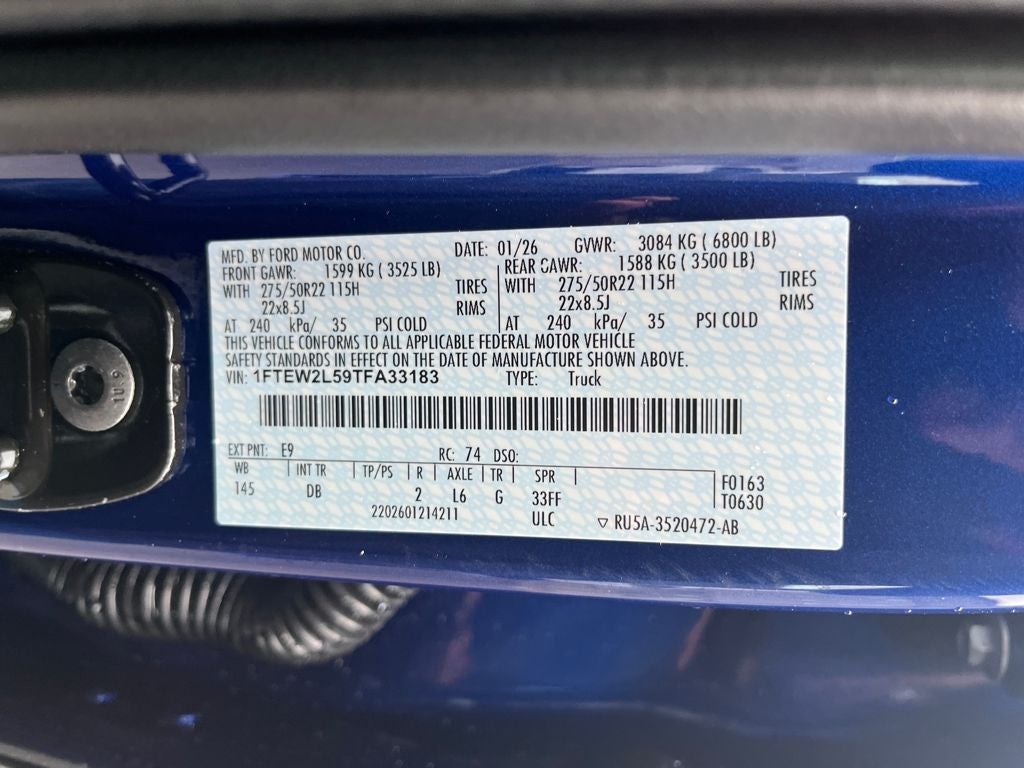 MFD. BY FORD MOTOR CO. DATE: 01/26 GVWR: 3084 KG ( 6800 LB)
FRONT GAWR: 1599 KG ( 3525 LB) REAR GAWR: 1588 KG ( 3500 LB)
WITH 275/50R22 115H TIRES WITH 275/50R22 115H TIRES
22x8.5J RIMS 22x8.5J RIMS
AT 240 kPa/ 35 PSI COLD AT 240 kPa/ 35 PSI COLD
THIS VEHICLE CONFORMS TO ALL APPLICABLE FEDERAL MOTOR VEHICLE
SAFETY STANDARDS IN EFFECT ON THE DATE OF MANUFACTURE SHOWN ABOVE.
VIN: 1FTEW2L59TFA33183 TYPE: Truck
EXT PNT: E9 RC: 74 DSO:
WB INT TR TP/PS R AXLE TR SPR F0163
145 DB 2 L6 G 33FF T0630
2202601214211 ULC ▽ RU5A-3520472-AB
10.9